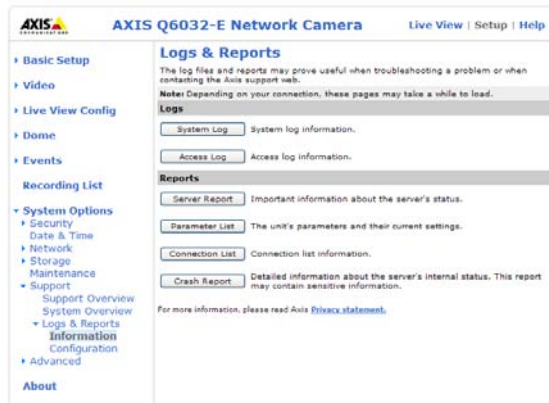 AXIS
COMMUNICATIONS
AXIS Q6032-E Network Camera
Live View | Setup | Help
Basic Setup
Video
Live View Config
Dome
Events
Recording List
System Options
Security
Date & Time
Network
Storage
Maintenance
Support
Support Overview
System Overview
Logs & Reports
Information
Configuration
Advanced
About
Logs & Reports
The log files and reports may prove useful when troubleshooting a problem or when
contacting the Axis support web.
Note: Depending on your connection, these pages may take a while to load.
Logs
System Log System log information.
Access Log Access log information.
Reports
Server Report Important information about the server's status.
Parameter List The unit's parameters and their current settings.
Connection List Connection list information.
Crash Report Detailed information about the server's internal status. This report
may contain sensitive information.
For more information, please read Axis Privacy statement.